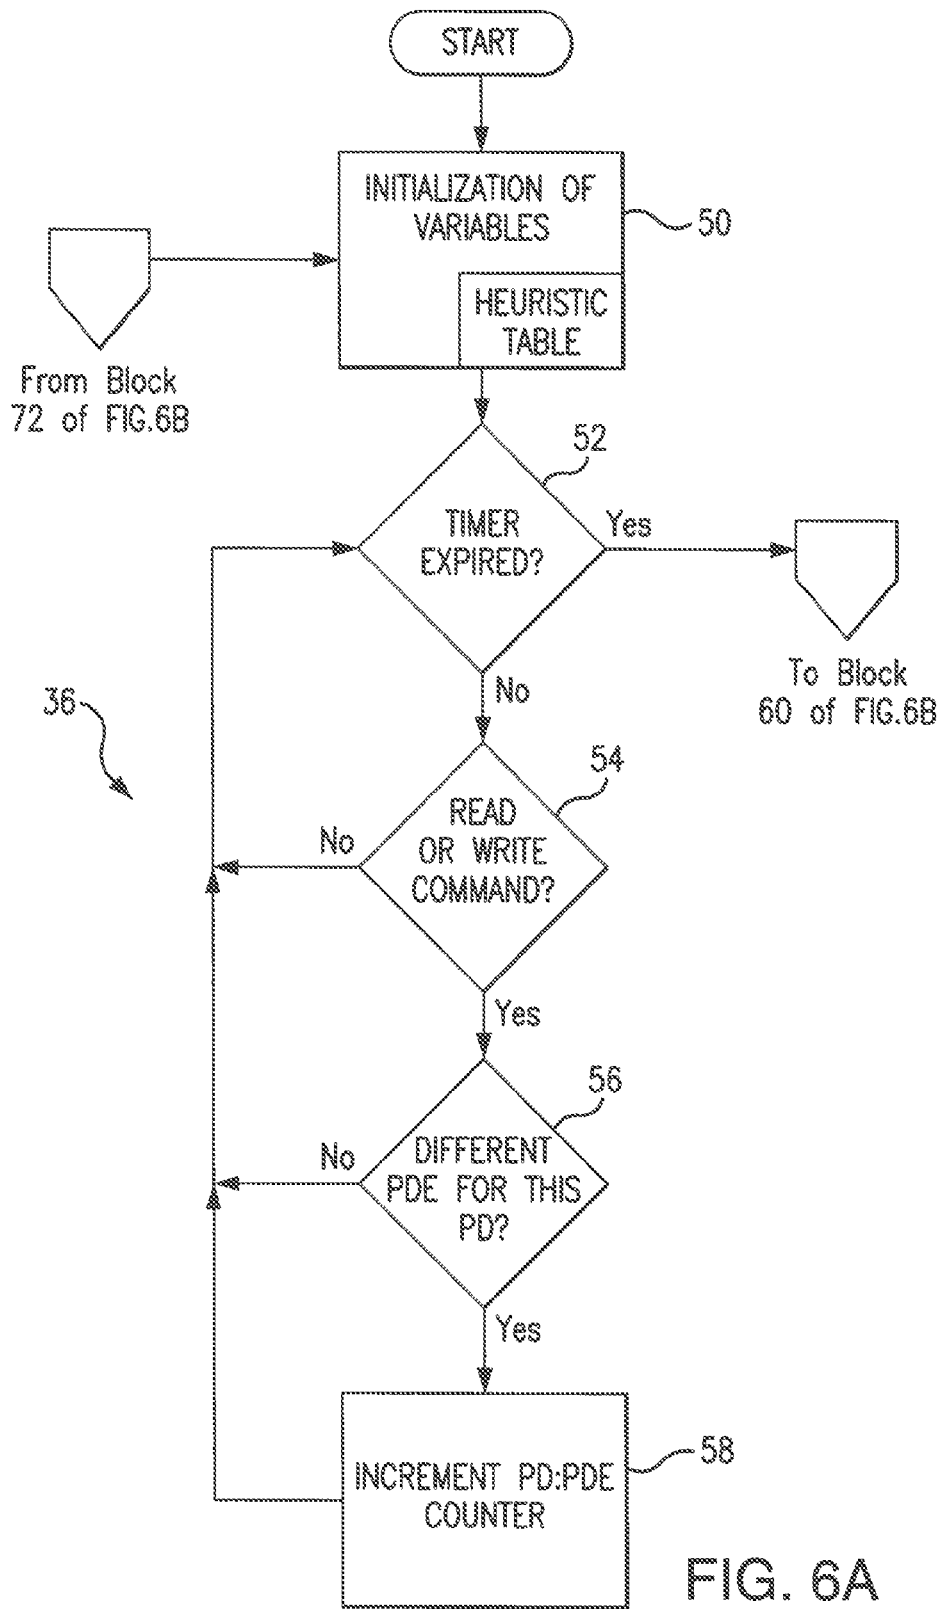 START
INITIALIZATION OF
VARIABLES
50
HEURISTIC
TABLE
From Block
72 of FIG.6B
52
TIMER
EXPIRED?
Yes
To Block
60 of FIG.6B
No
36
54
READ
OR WRITE
COMMAND?
No
Yes
56
DIFFERENT
PDE FOR THIS
PD?
No
Yes
58
INCREMENT PD:PDE
COUNTER
FIG. 6A